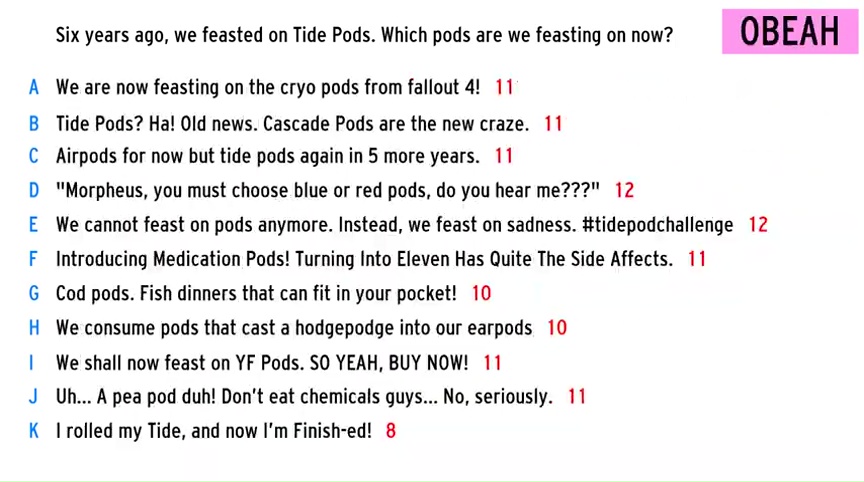 Six years ago, we feasted on Tide Pods. Which pods are we feasting on now?
OBEAH
A We are now feasting on the cryo pods from fallout 4! 11
B Tide Pods? Ha! Old news. Cascade Pods are the new craze. 11
C Airpods for now but tide pods again in 5 more years. 11
D "Morpheus, you must choose blue or red pods, do you hear me???" 12
E We cannot feast on pods anymore. Instead, we feast on sadness. #tidepodchallenge 12
F Introducing Medication Pods! Turning Into Eleven Has Quite The Side Affects. 11
G Cod pods. Fish dinners that can fit in your pocket! 10
H We consume pods that cast a hodgepodge into our earpods 10
I We shall now feast on YF Pods. SO YEAH, BUY NOW! 11
J Uh... A pea pod duh! Don't eat chemicals guys... No, seriously. 11
K I rolled my Tide, and now I'm Finish-ed! 8